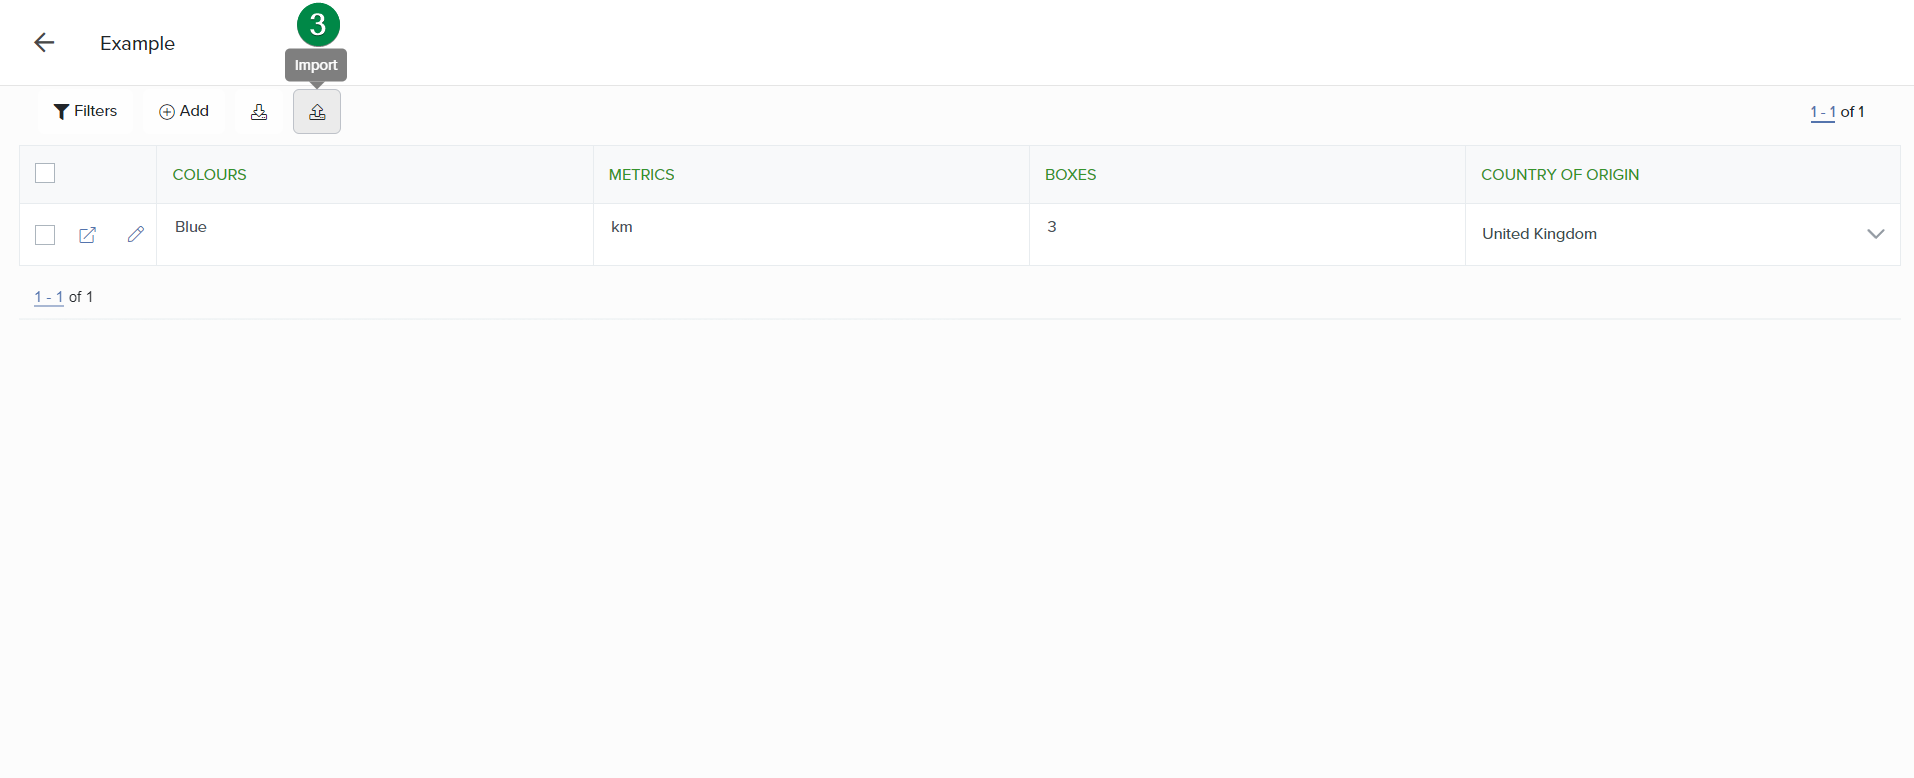 3
Example
Import
Filters
Add
1 - 1 of 1
COLOURS METRICS BOXES COUNTRY OF ORIGIN
Blue km 3 United Kingdom
1 - 1 of 1